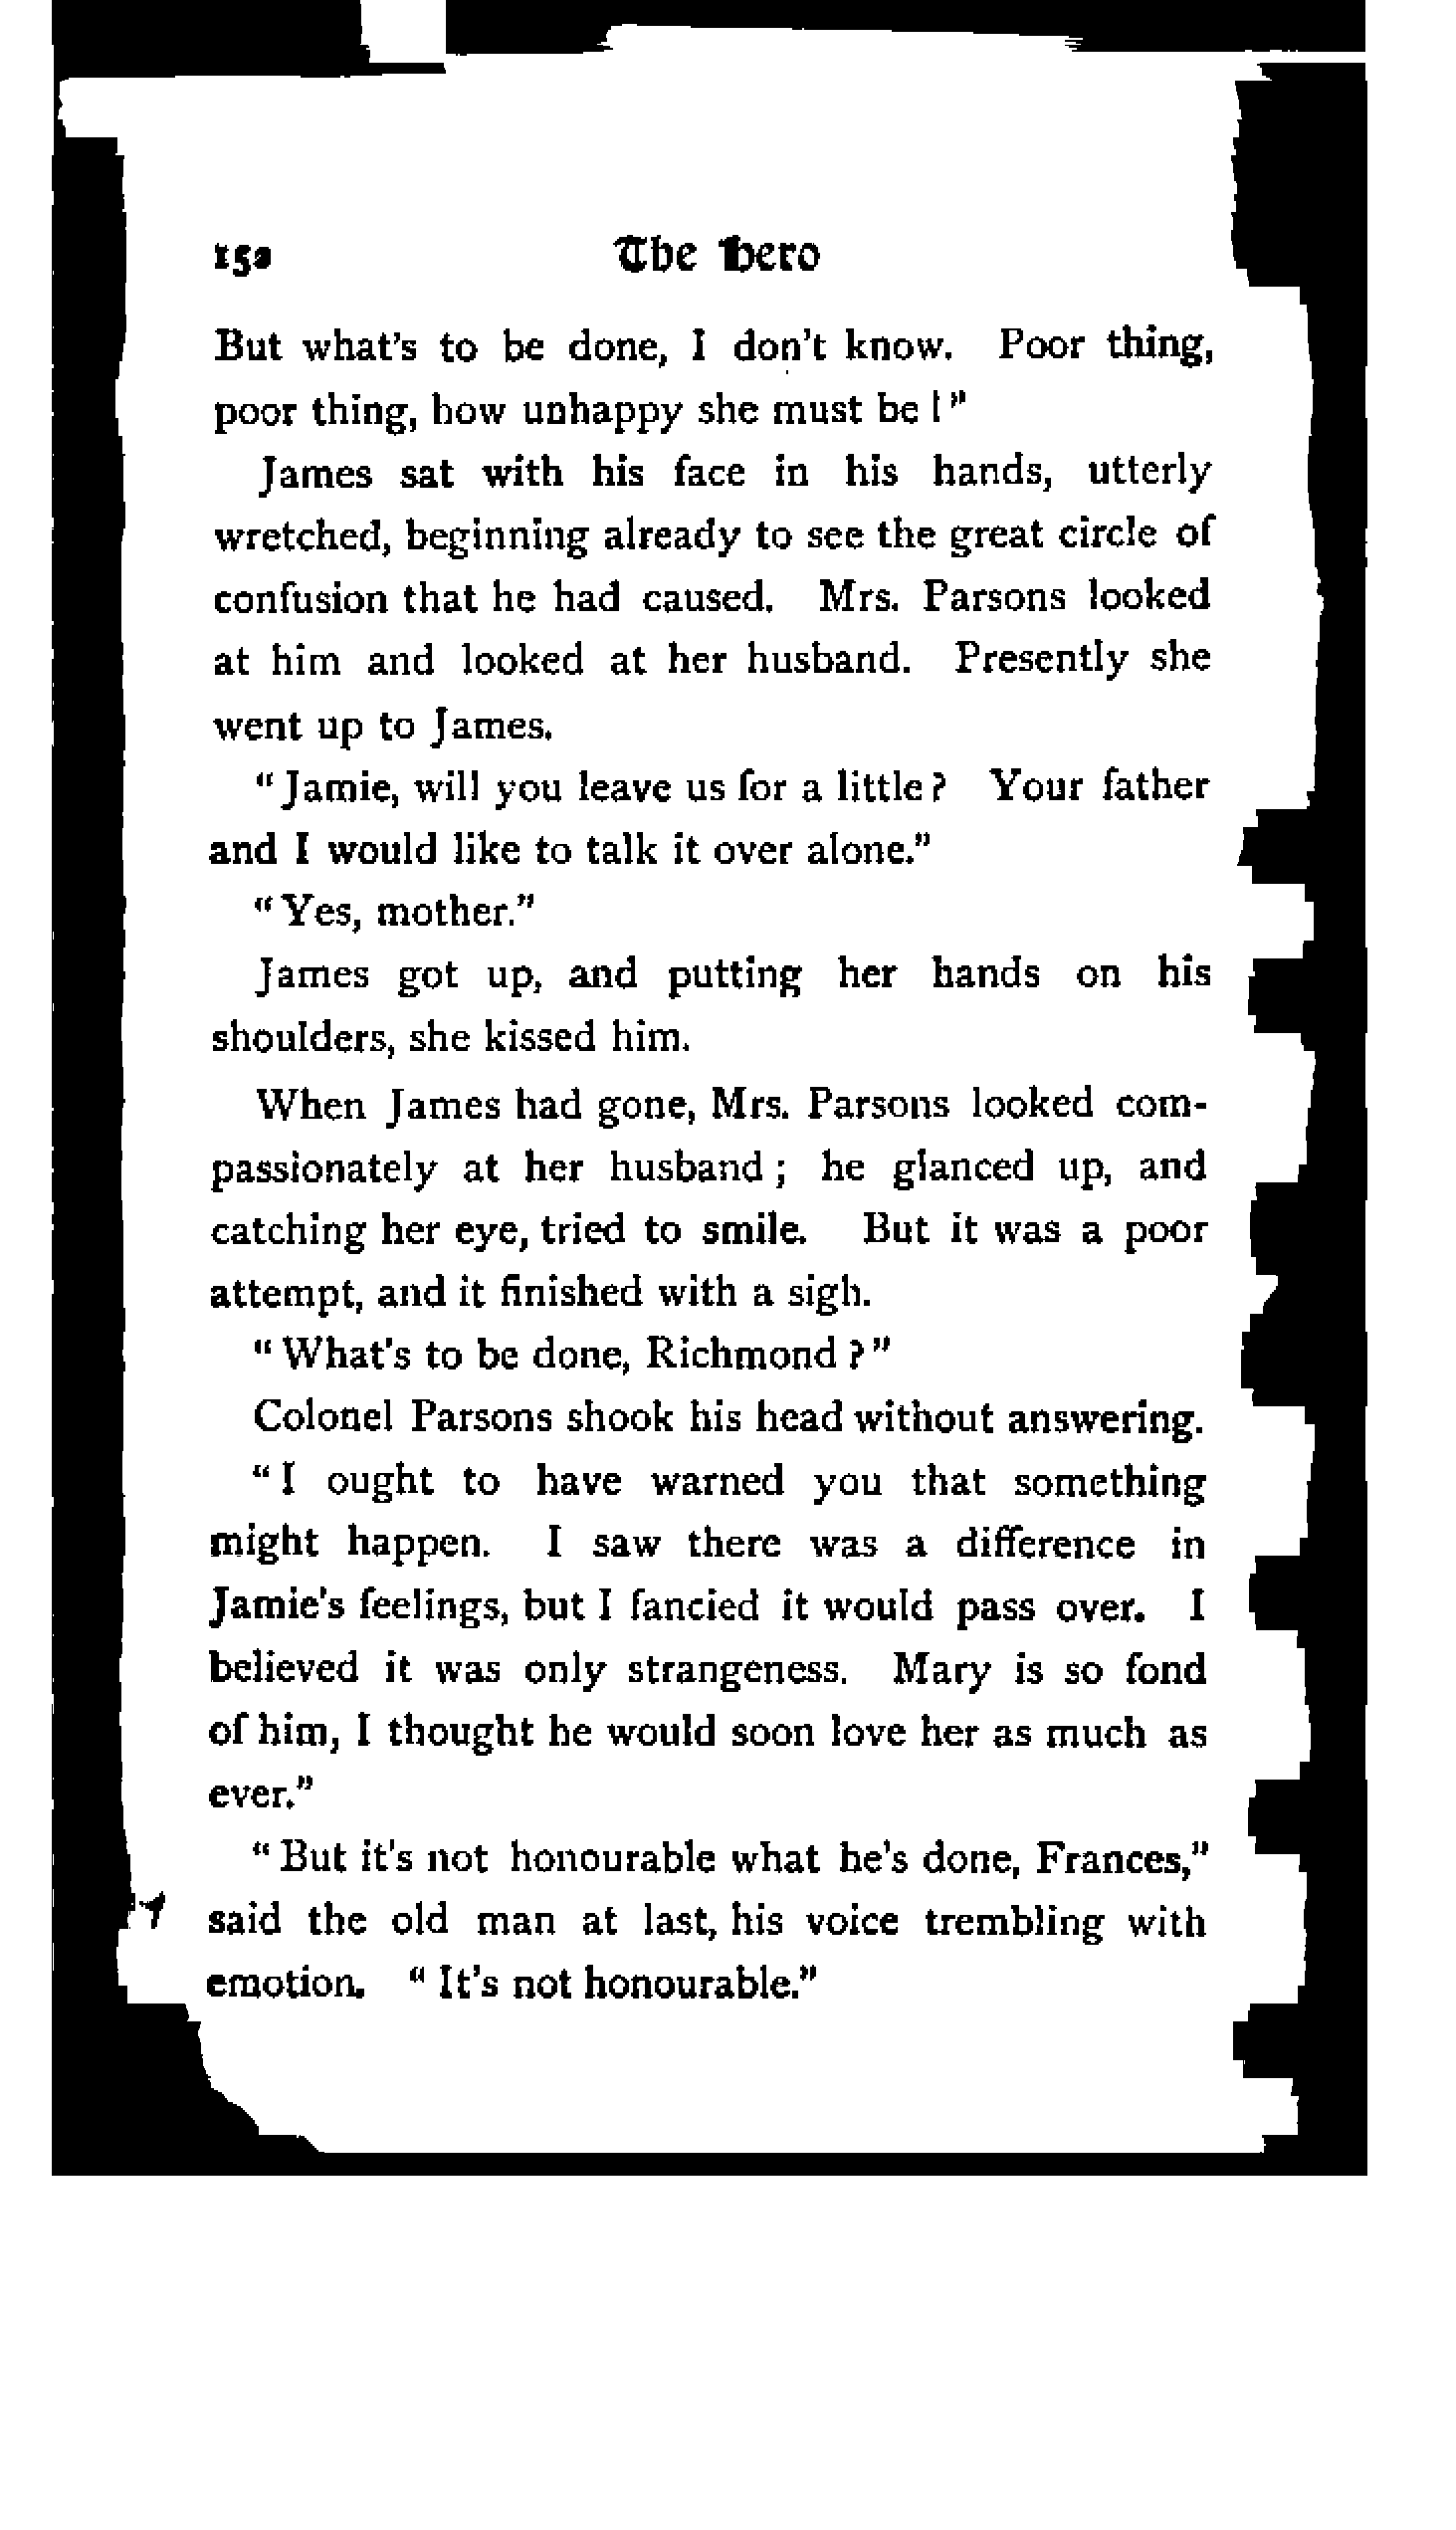 152 The Hero
But what's to be done, I don't know. Poor thing,
poor thing, how unhappy she must be!"
James sat with his face in his hands, utterly
wretched, beginning already to see the great circle of
confusion that he had caused. Mrs. Parsons looked
at him and looked at her husband. Presently she
went up to James.
"Jamie, will you leave us for a little? Your father
and I would like to talk it over alone."
"Yes, mother."
James got up, and putting her hands on his
shoulders, she kissed him.
When James had gone, Mrs. Parsons looked com-
passionately at her husband; he glanced up, and
catching her eye, tried to smile. But it was a poor
attempt, and it finished with a sigh.
"What's to be done, Richmond?"
Colonel Parsons shook his head without answering.
"I ought to have warned you that something
might happen. I saw there was a difference in
Jamie's feelings, but I fancied it would pass over. I
believed it was only strangeness. Mary is so fond
of him, I thought he would soon love her as much as
ever."
"But it's not honourable what he's done, Frances,"
said the old man at last, his voice trembling with
emotion. "It's not honourable."